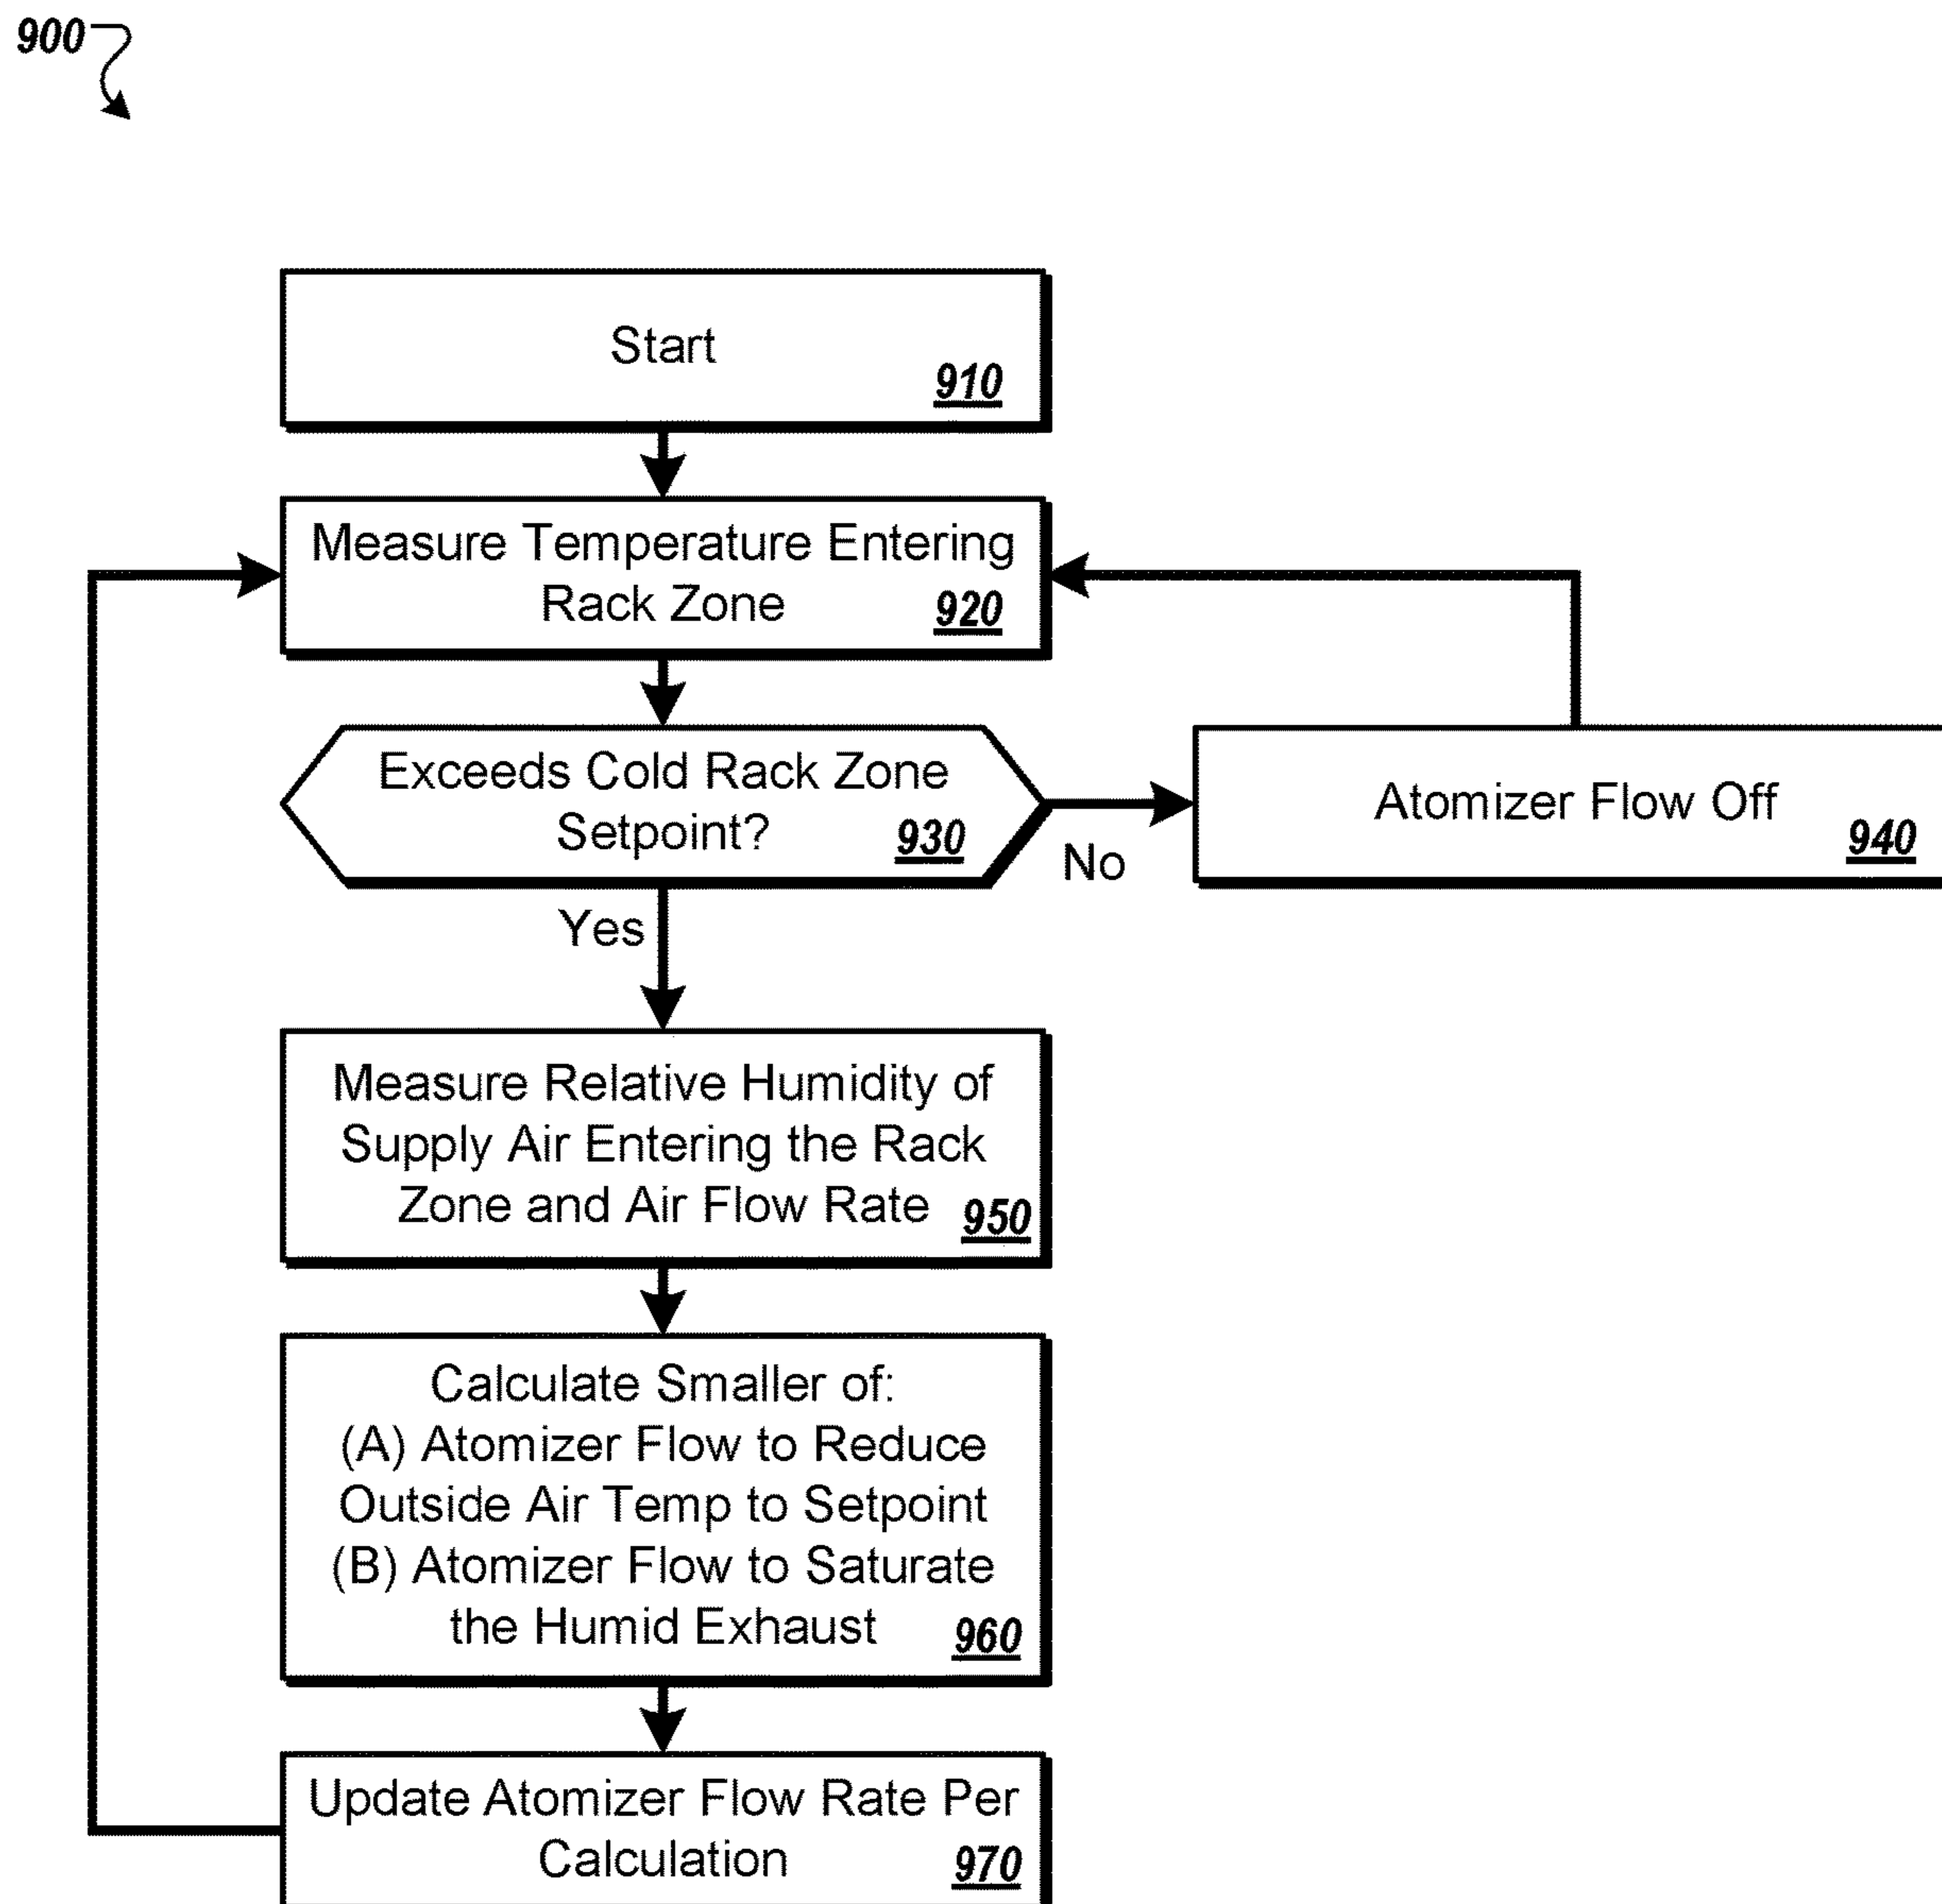 900
Start
910
Measure Temperature Entering
Rack Zone
920
Exceeds Cold Rack Zone
Setpoint?
930
No
Atomizer Flow Off
940
Yes
Measure Relative Humidity of
Supply Air Entering the Rack
Zone and Air Flow Rate
950
Calculate Smaller of:
(A) Atomizer Flow to Reduce
Outside Air Temp to Setpoint
(B) Atomizer Flow to Saturate
the Humid Exhaust
960
Update Atomizer Flow Rate Per
Calculation
970